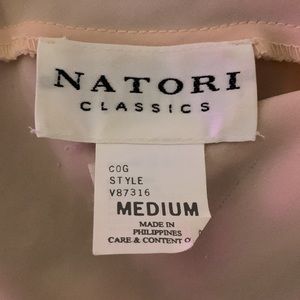 NATORI
CLASSICS
COG
STYLE
V87316
MEDIUM
MADE IN
PHILIPPINES
CARE & CONTENT O